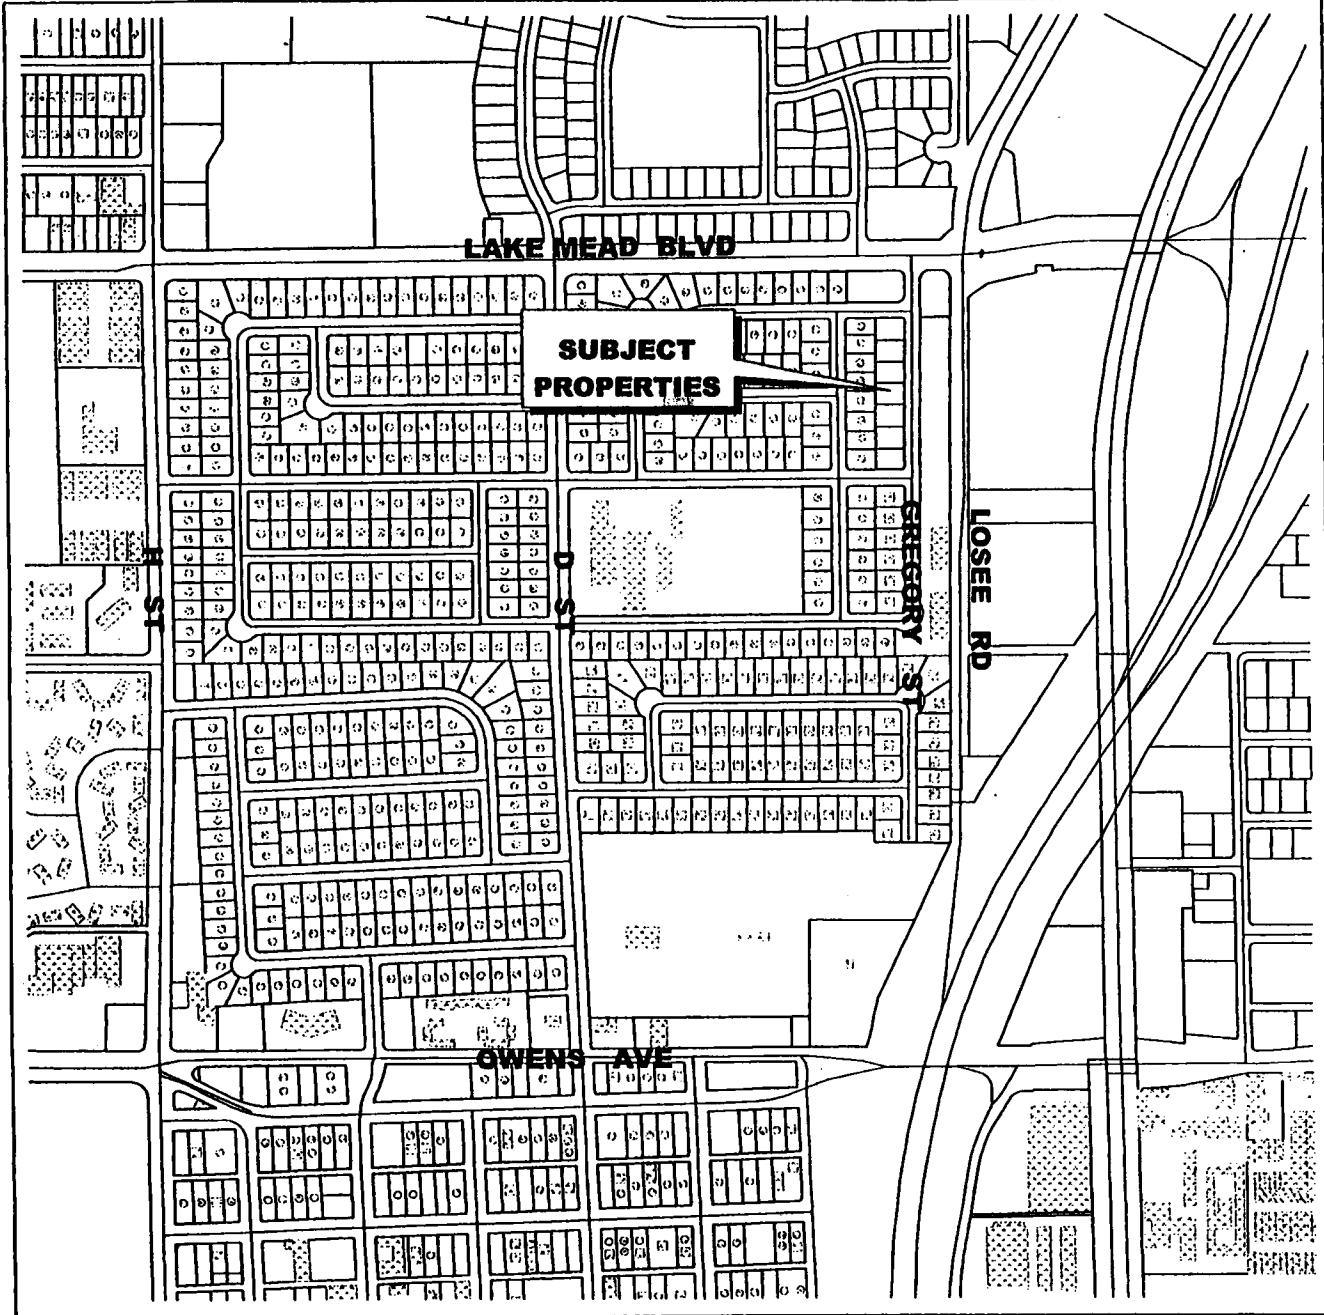 LAKE MEAD BLVD
SUBJECT
PROPERTIES
H ST
D ST
GREGORY ST
LOSEE RD
OWENS AVE